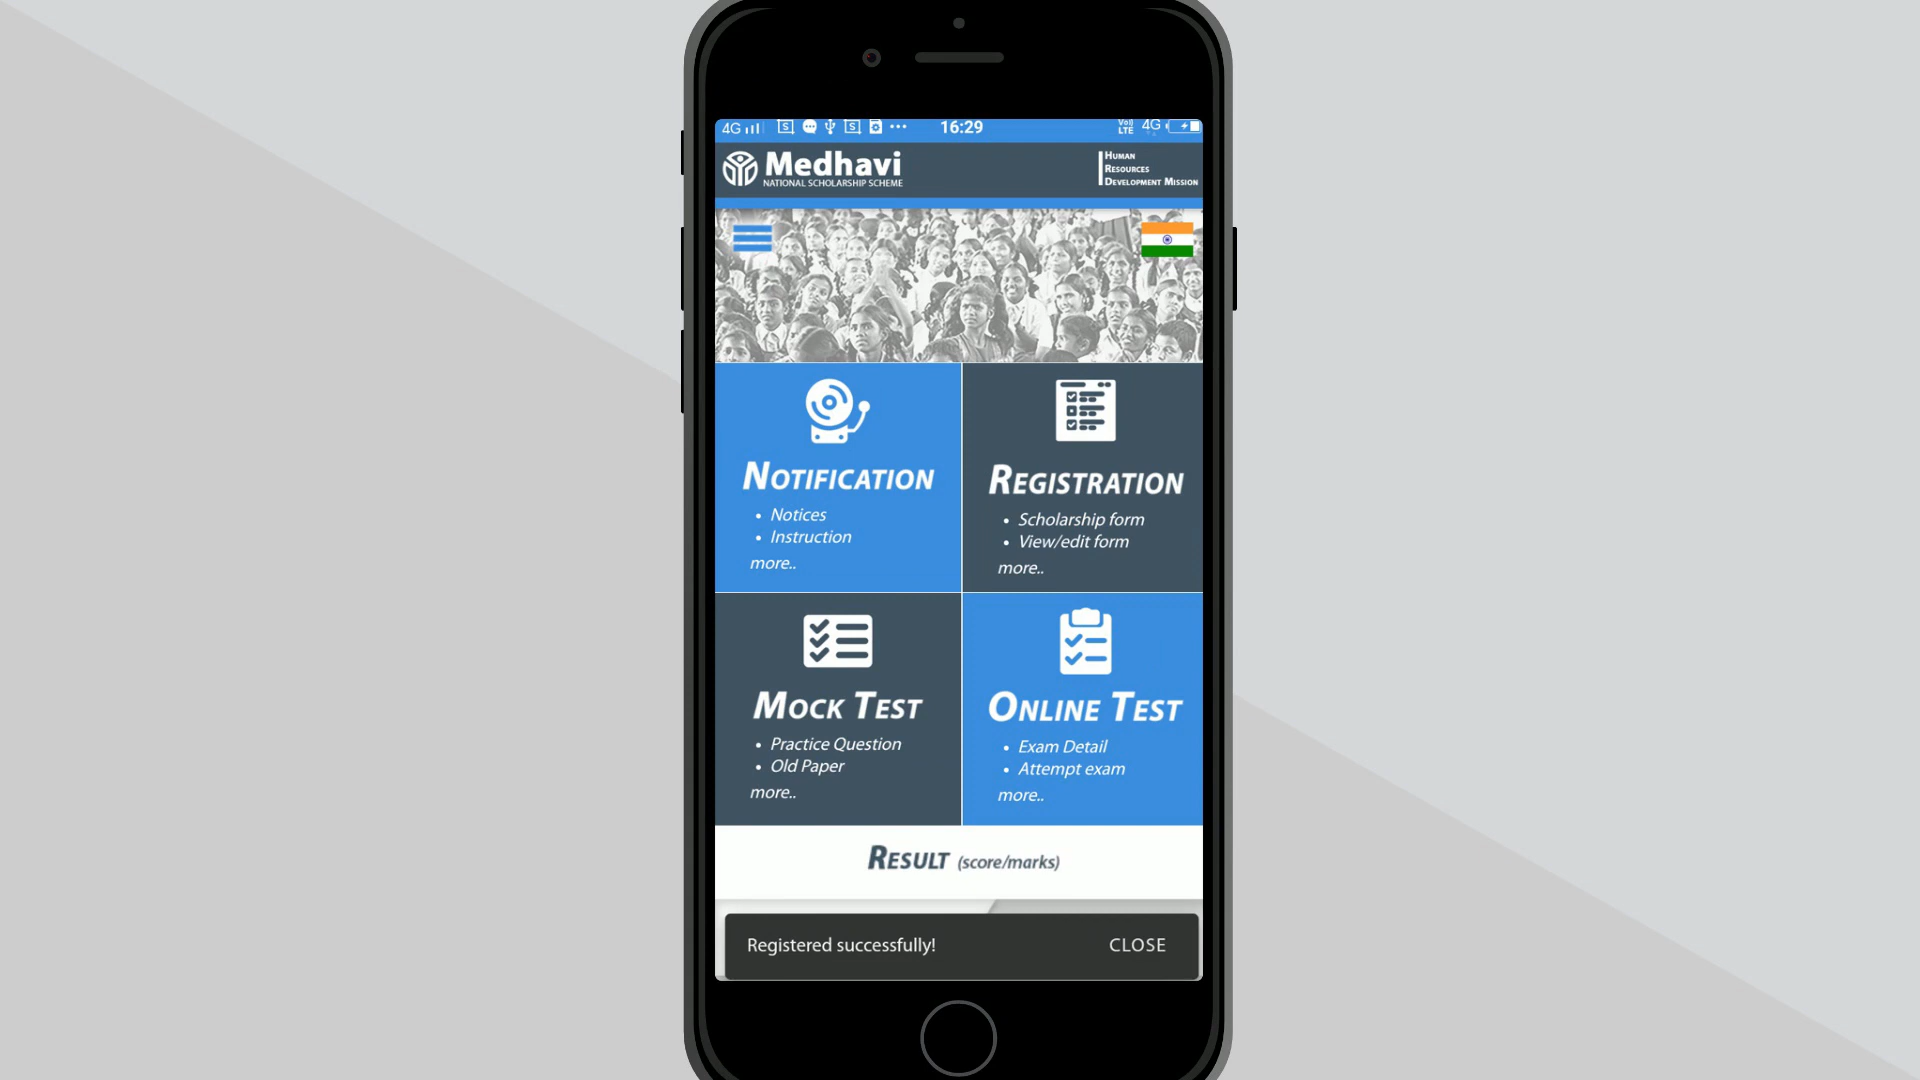 4G 16:29 VoLTE 4G
Medhavi
NATIONAL SCHOLARSHIP SCHEME
HUMAN
RESOURCES
DEVELOPMENT MISSION
NOTIFICATION
• Notices
• Instruction
more..
REGISTRATION
• Scholarship form
• View/edit form
more..
MOCK TEST
• Practice Question
• Old Paper
more..
ONLINE TEST
• Exam Detail
• Attempt exam
more..
RESULT (score/marks)
Registered successfully! CLOSE